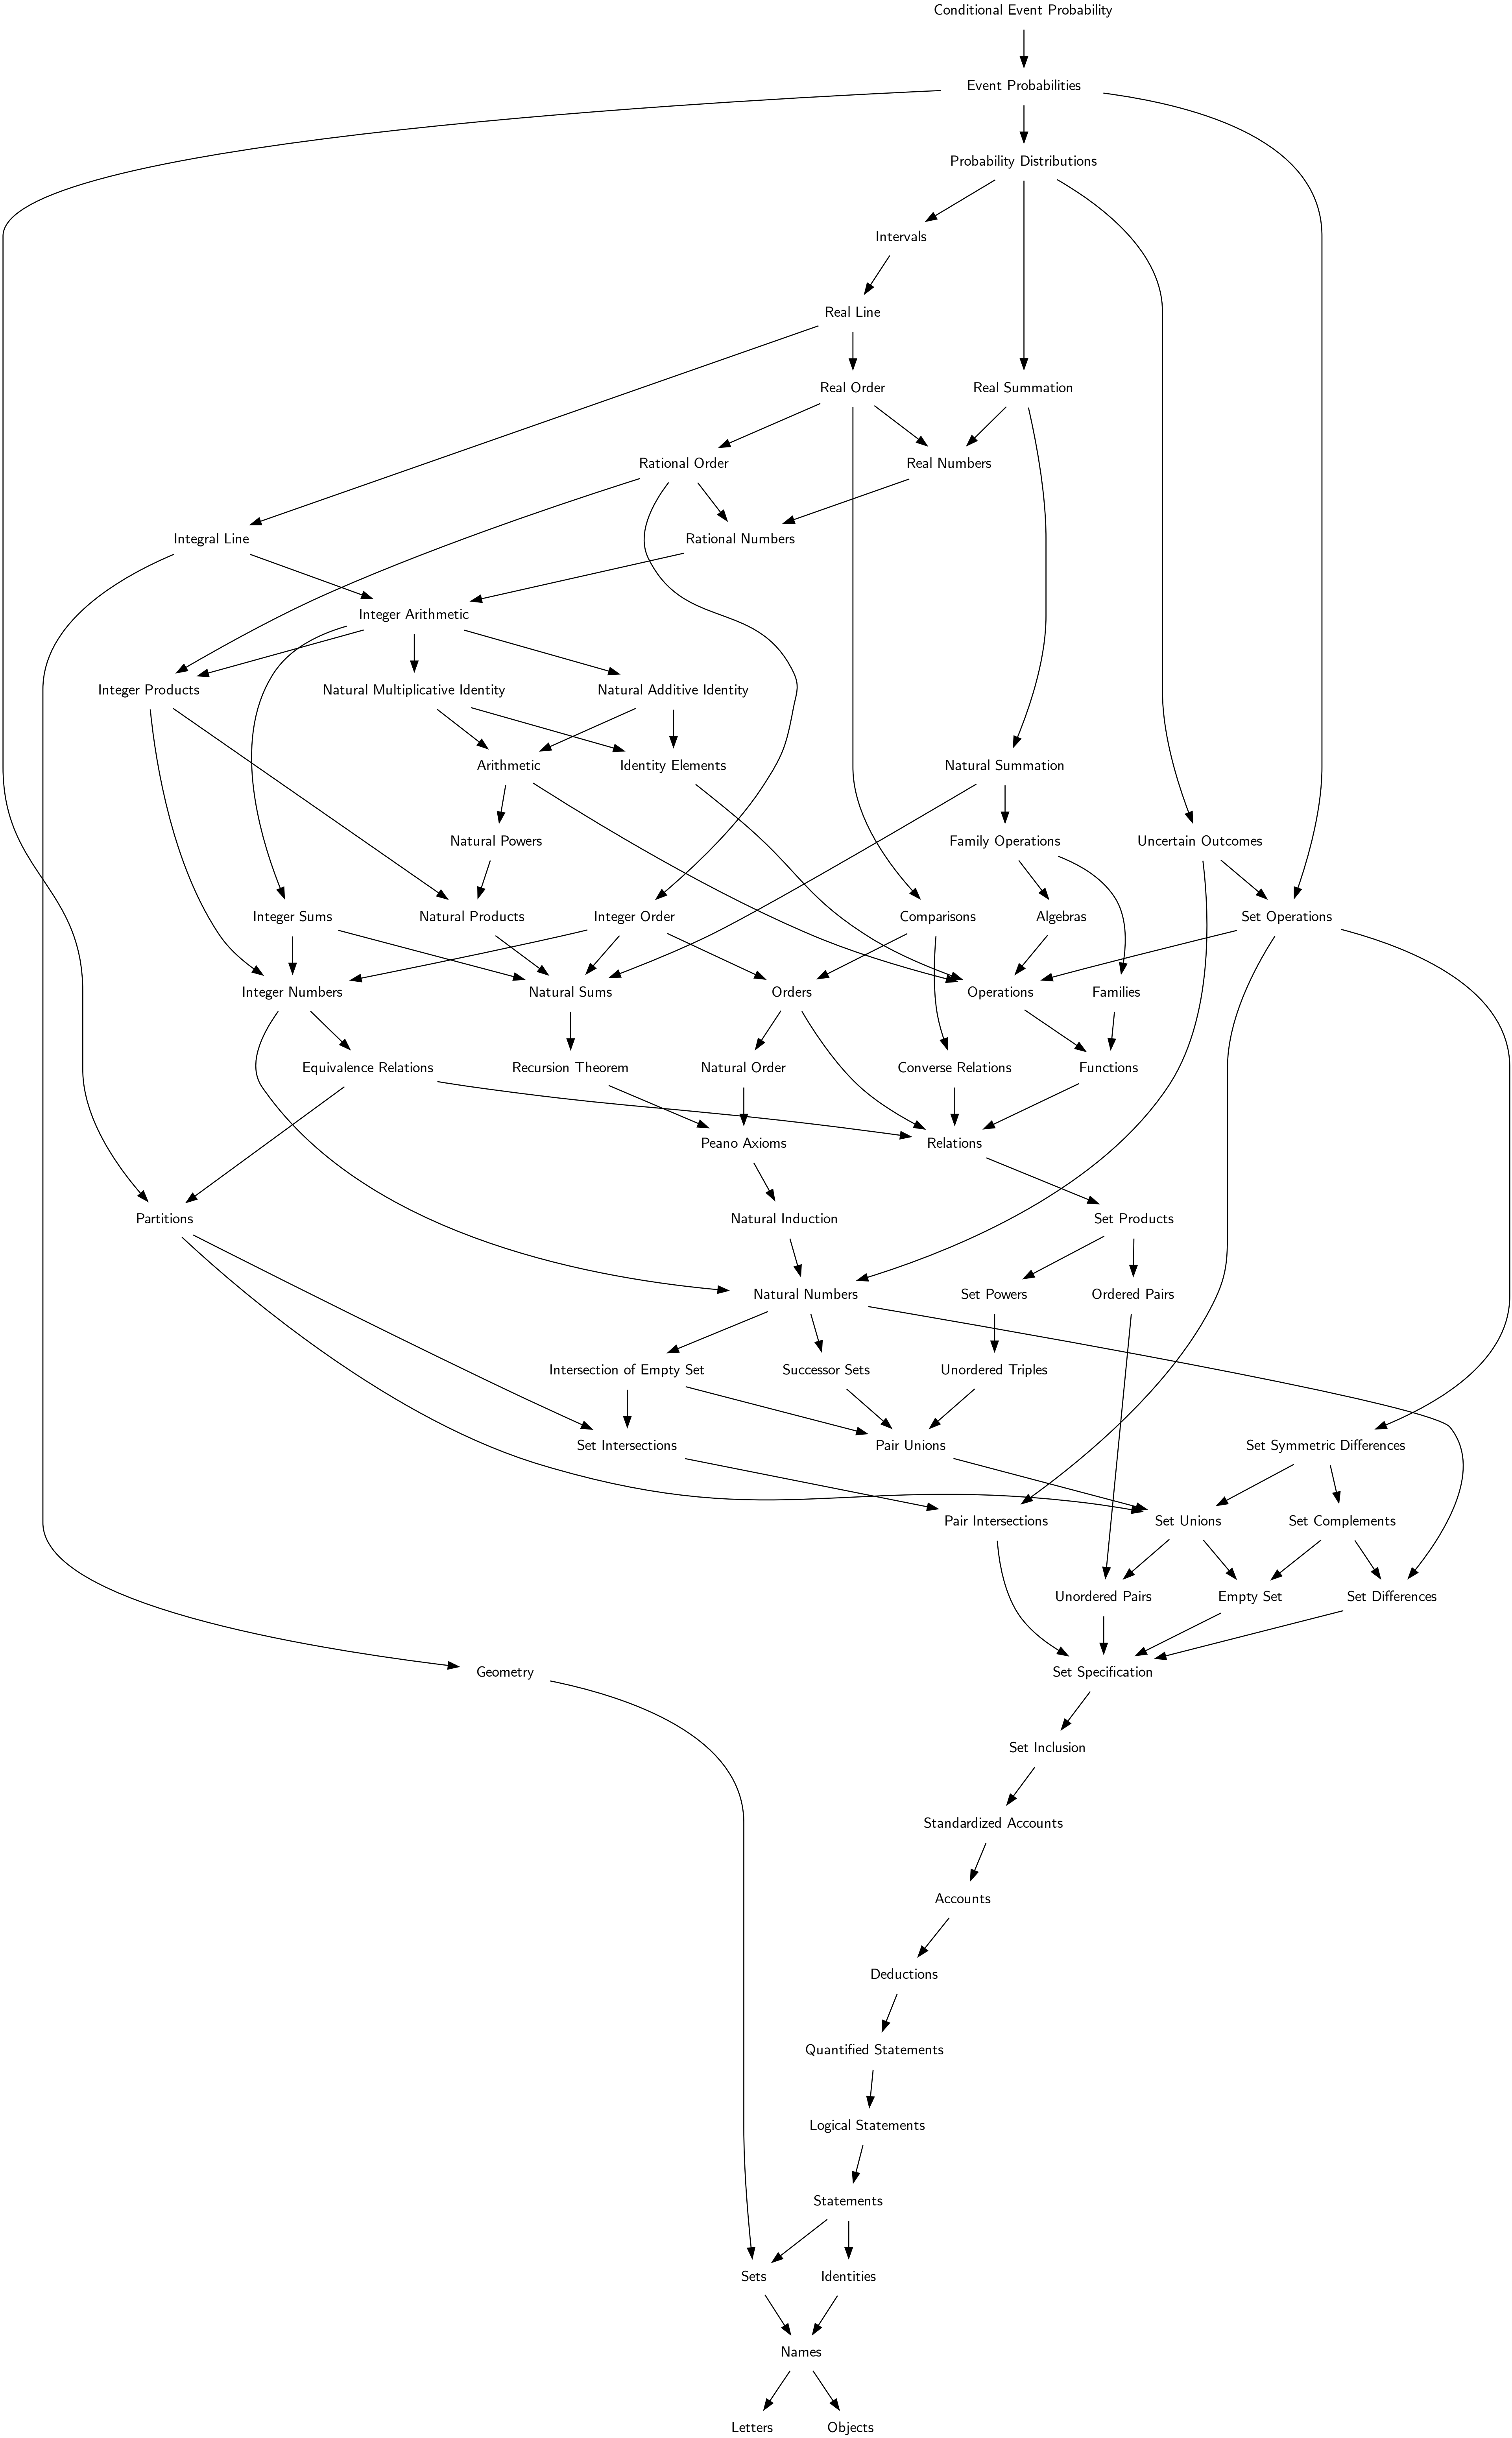 Conditional Event Probability
Event Probabilities
Probability Distributions
Intervals
Real Line
Real Order
Real Summation
Rational Order
Real Numbers
Integral Line
Rational Numbers
Integer Arithmetic
Integer Products
Natural Multiplicative Identity
Natural Additive Identity
Arithmetic
Identity Elements
Natural Summation
Natural Powers
Family Operations
Uncertain Outcomes
Integer Sums
Natural Products
Integer Order
Comparisons
Algebras
Set Operations
Integer Numbers
Natural Sums
Orders
Operations
Families
Equivalence Relations
Recursion Theorem
Natural Order
Converse Relations
Functions
Peano Axioms
Relations
Partitions
Natural Induction
Set Products
Natural Numbers
Set Powers
Ordered Pairs
Intersection of Empty Set
Successor Sets
Unordered Triples
Set Intersections
Pair Unions
Set Symmetric Differences
Pair Intersections
Set Unions
Set Complements
Unordered Pairs
Empty Set
Set Differences
Geometry
Set Specification
Set Inclusion
Standardized Accounts
Accounts
Deductions
Quantified Statements
Logical Statements
Statements
Sets
Identities
Names
Letters
Objects